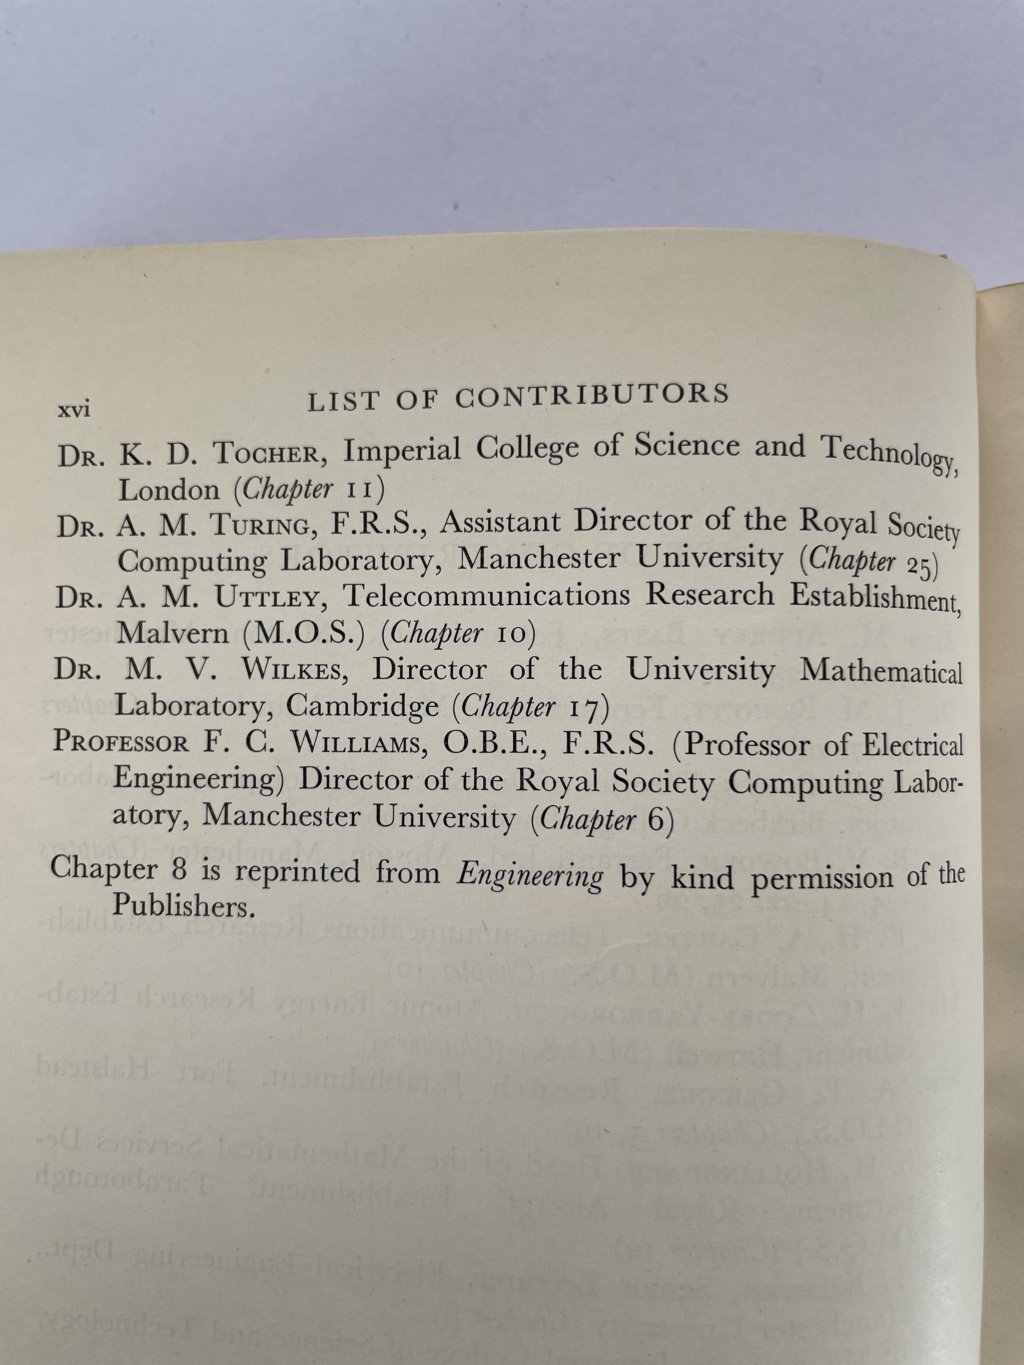 xvi LIST OF CONTRIBUTORS
Dr. K. D. Tocher, Imperial College of Science and Technology,
London (Chapter 11)
Dr. A. M. Turing, F.R.S., Assistant Director of the Royal Society
Computing Laboratory, Manchester University (Chapter 25)
Dr. A. M. Uttley, Telecommunications Research Establishment,
Malvern (M.O.S.) (Chapter 10)
Dr. M. V. Wilkes, Director of the University Mathematical
Laboratory, Cambridge (Chapter 17)
Professor F. C. Williams, O.B.E., F.R.S. (Professor of Electrical
Engineering) Director of the Royal Society Computing Labor-
atory, Manchester University (Chapter 6)
Chapter 8 is reprinted from Engineering by kind permission of the
Publishers.